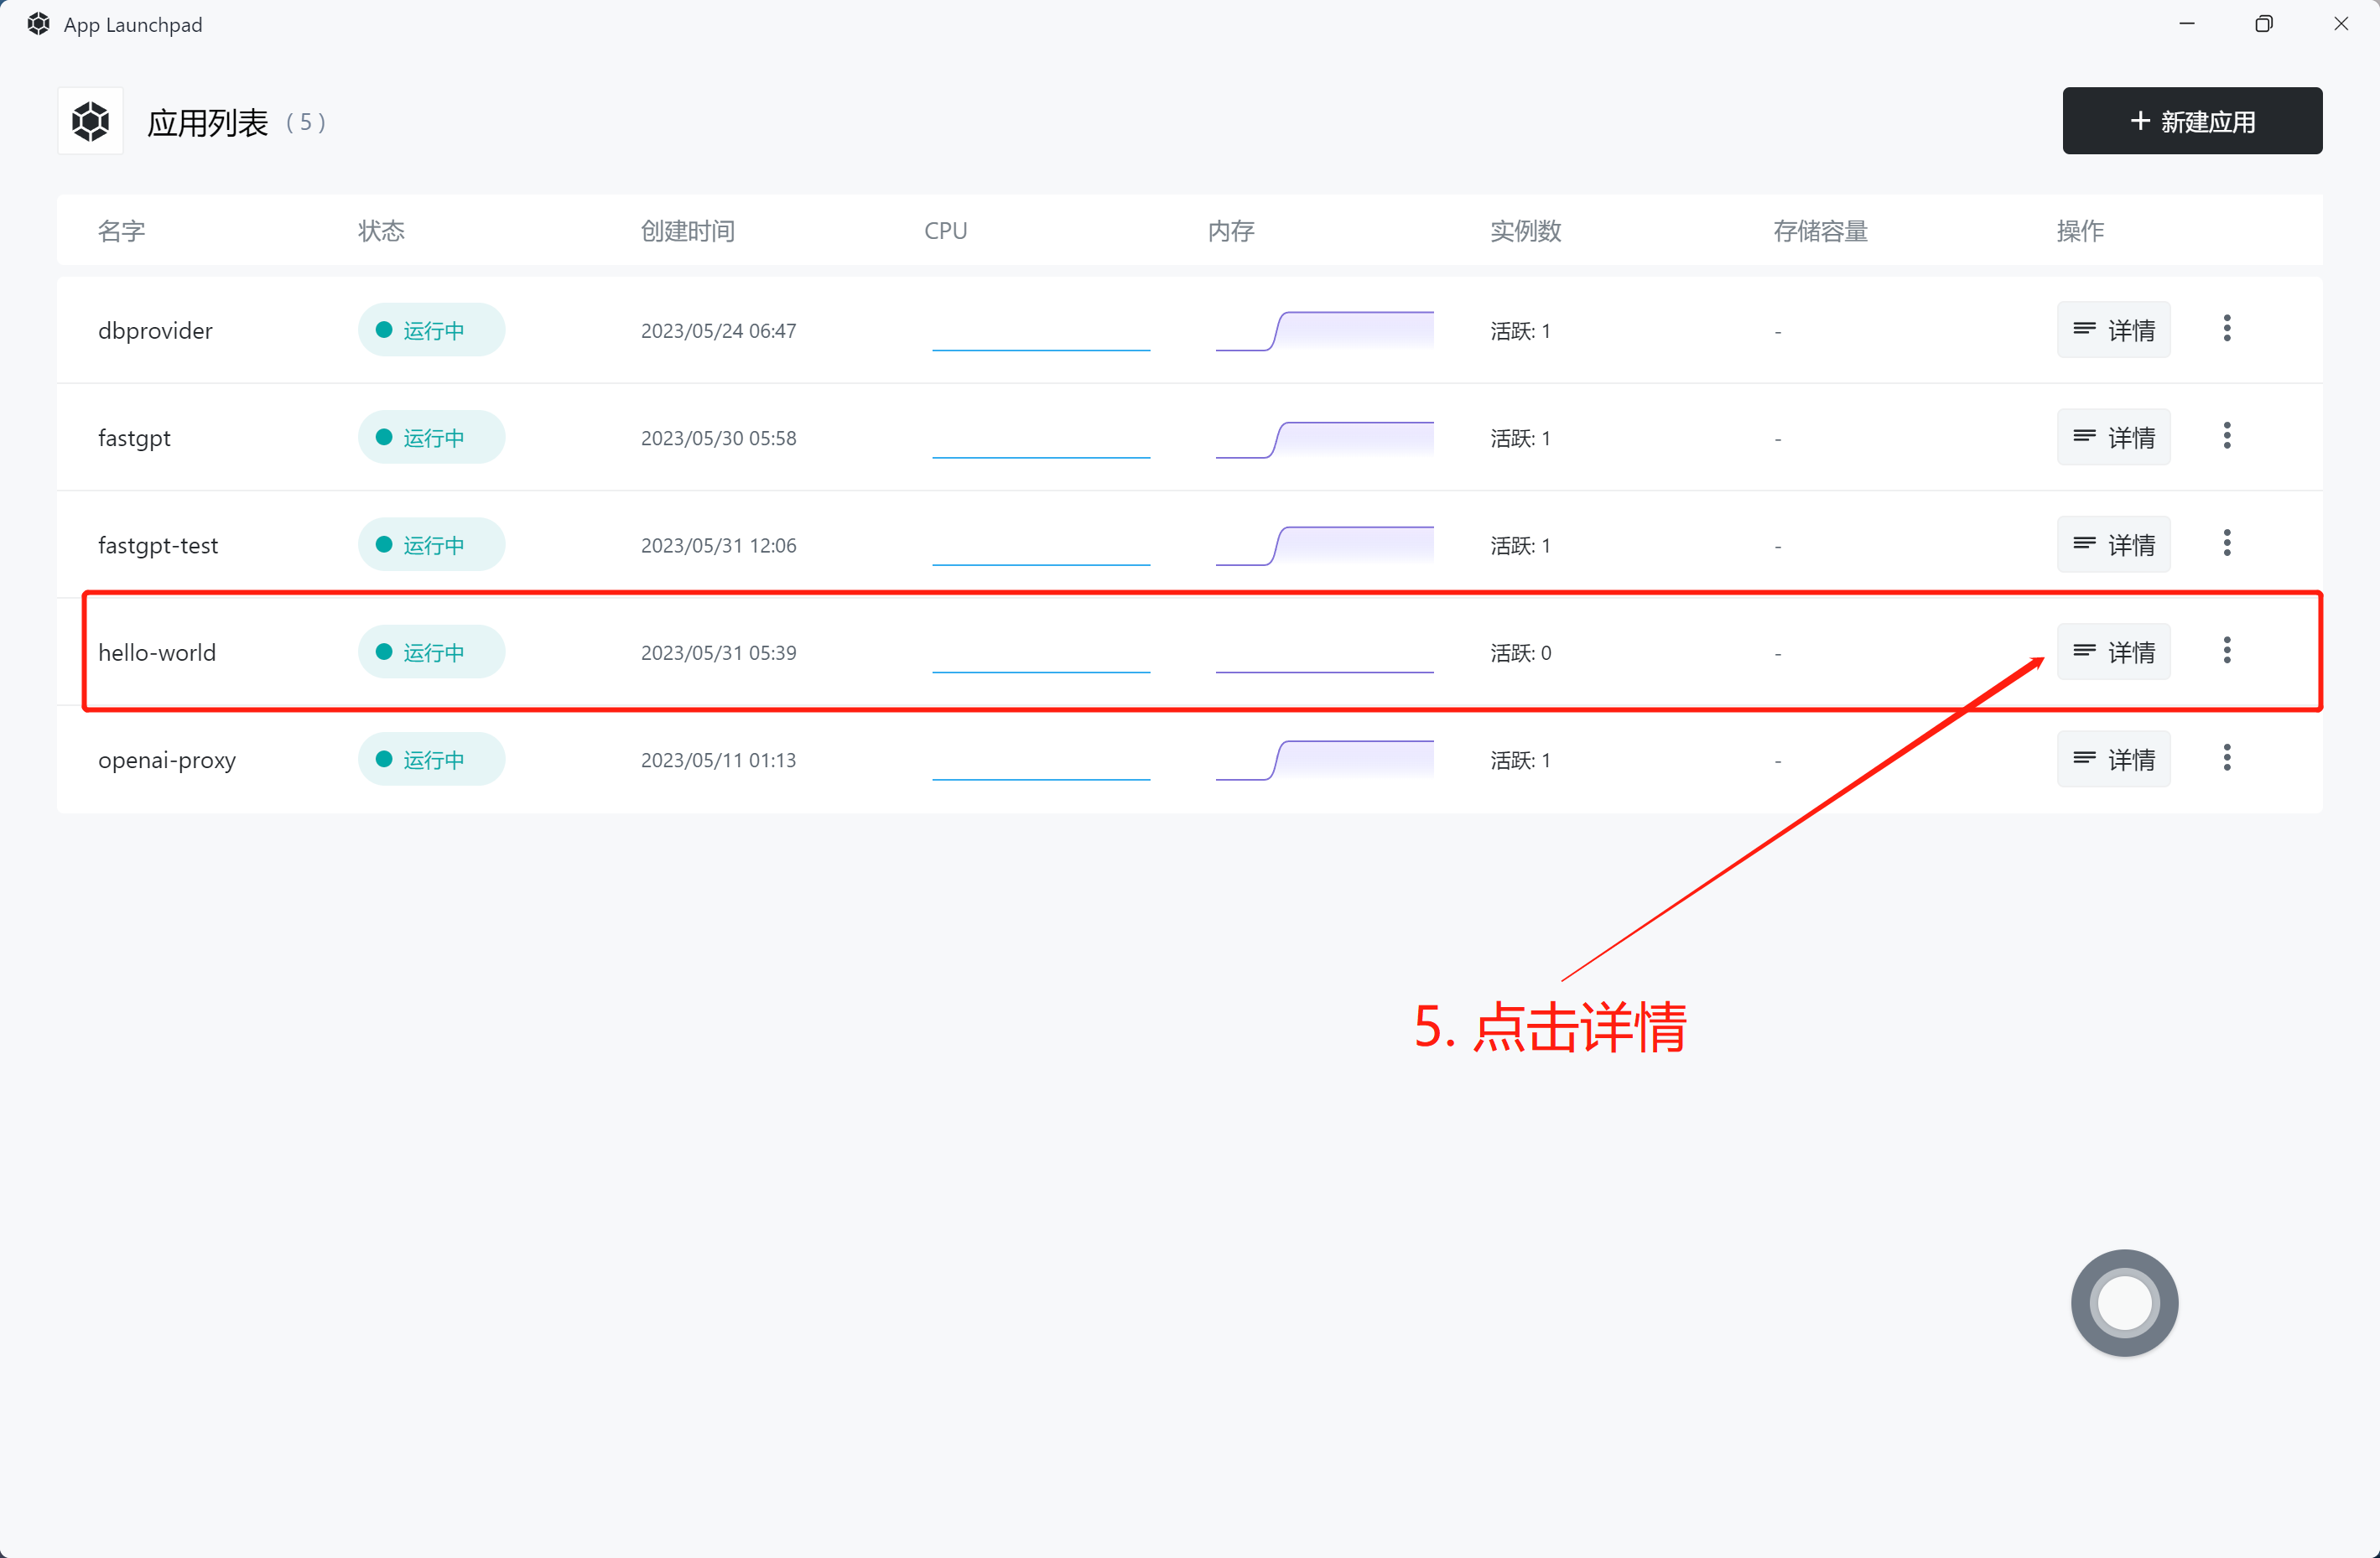 App Launchpad
应用列表 ( 5 )
+ 新建应用
名字 状态 创建时间 CPU 内存 实例数 存储容量 操作
dbprovider 运行中 2023/05/24 06:47 活跃: 1 - 详情
fastgpt 运行中 2023/05/30 05:58 活跃: 1 - 详情
fastgpt-test 运行中 2023/05/31 12:06 活跃: 1 - 详情
hello-world 运行中 2023/05/31 05:39 活跃: 0 - 详情
openai-proxy 运行中 2023/05/11 01:13 活跃: 1 - 详情
5. 点击详情